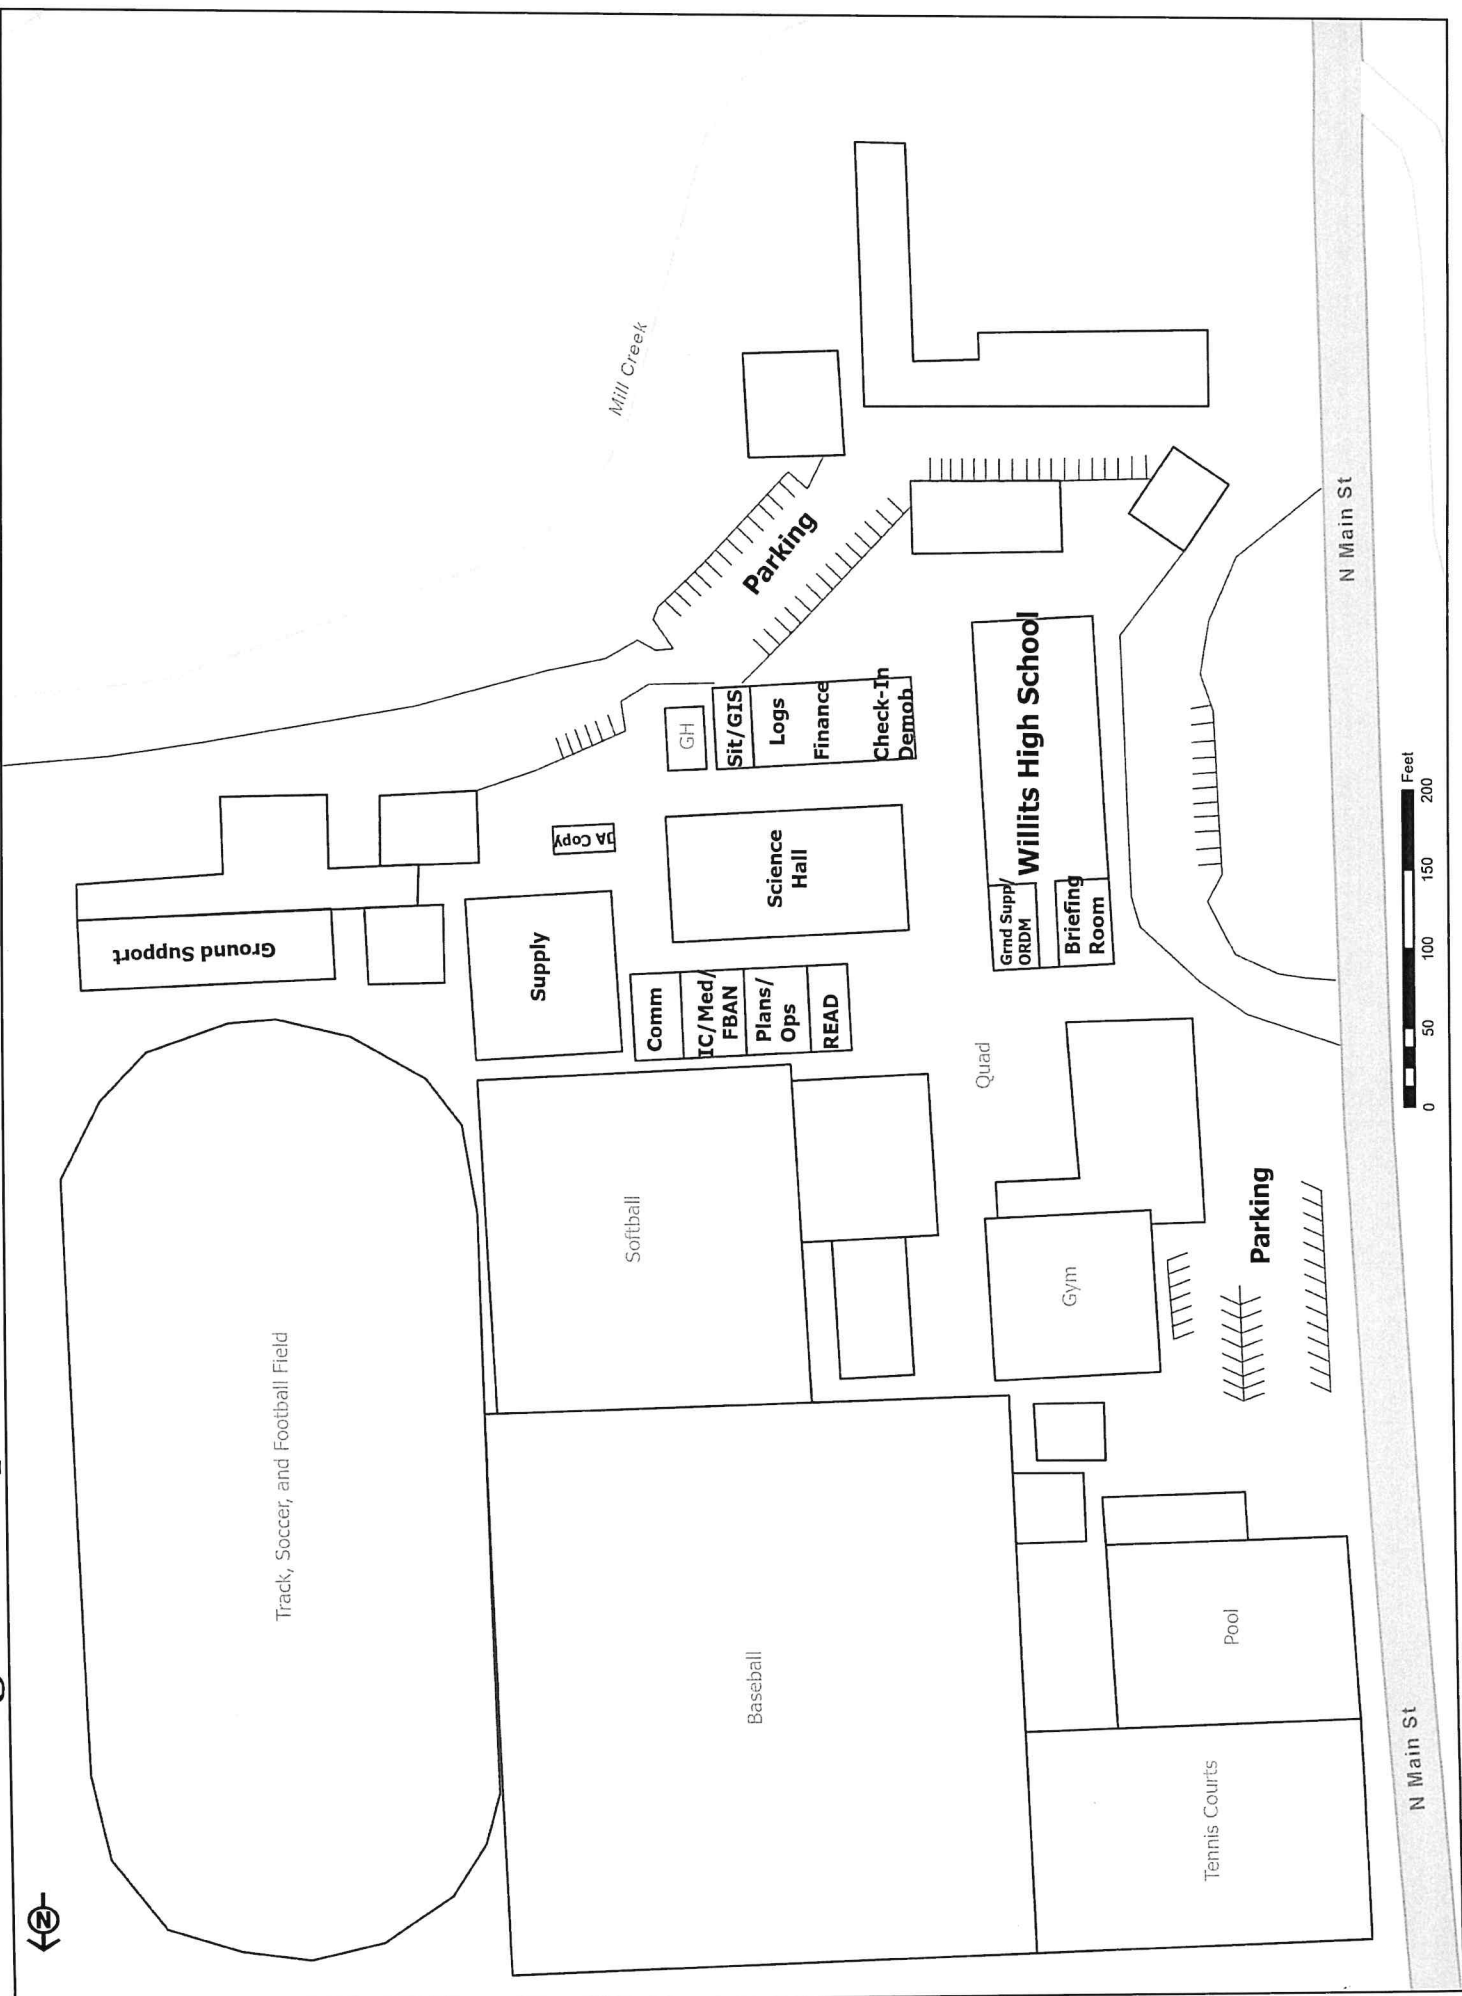 N
Track, Soccer, and Football Field
Ground Support
Mill Creek
Supply
Softball
Baseball
Comm
IC/Med/
FBAN
Plans/
Ops
READ
GH
Sit/GIS
Logs
Finance
Check-In
Demob
Parking
Science
Hall
Quad
Grnd Supp/
ORDM
Briefing
Room
Willits High School
Gym
Parking
Pool
Tennis Courts
N Main St
N Main St
0 50 100 150 200
Feet